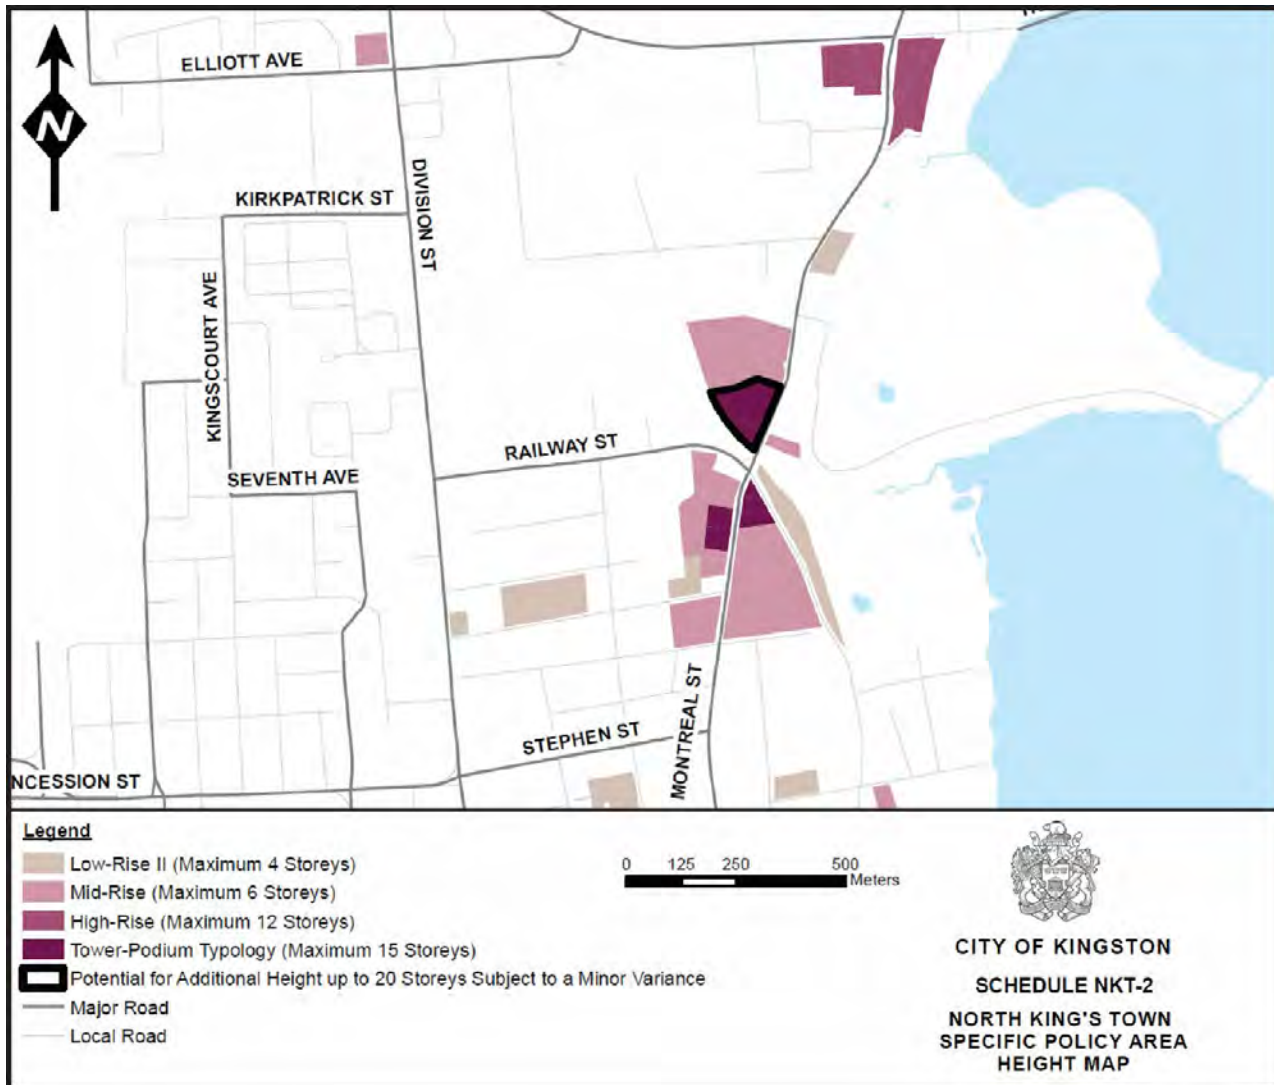 ELLIOTT AVE
N
DIVISION ST
KIRKPATRICK ST
KINGSCOURT AVE
RAILWAY ST
SEVENTH AVE
MONTREAL ST
STEPHEN ST
NCESSION ST
Legend
Low-Rise II (Maximum 4 Storeys)
Mid-Rise (Maximum 6 Storeys)
High-Rise (Maximum 12 Storeys)
Tower-Podium Typology (Maximum 15 Storeys)
Potential for Additional Height up to 20 Storeys Subject to a Minor Variance
Major Road
Local Road
0 125 250 500
Meters
CITY OF KINGSTON
SCHEDULE NKT-2
NORTH KING'S TOWN
SPECIFIC POLICY AREA
HEIGHT MAP